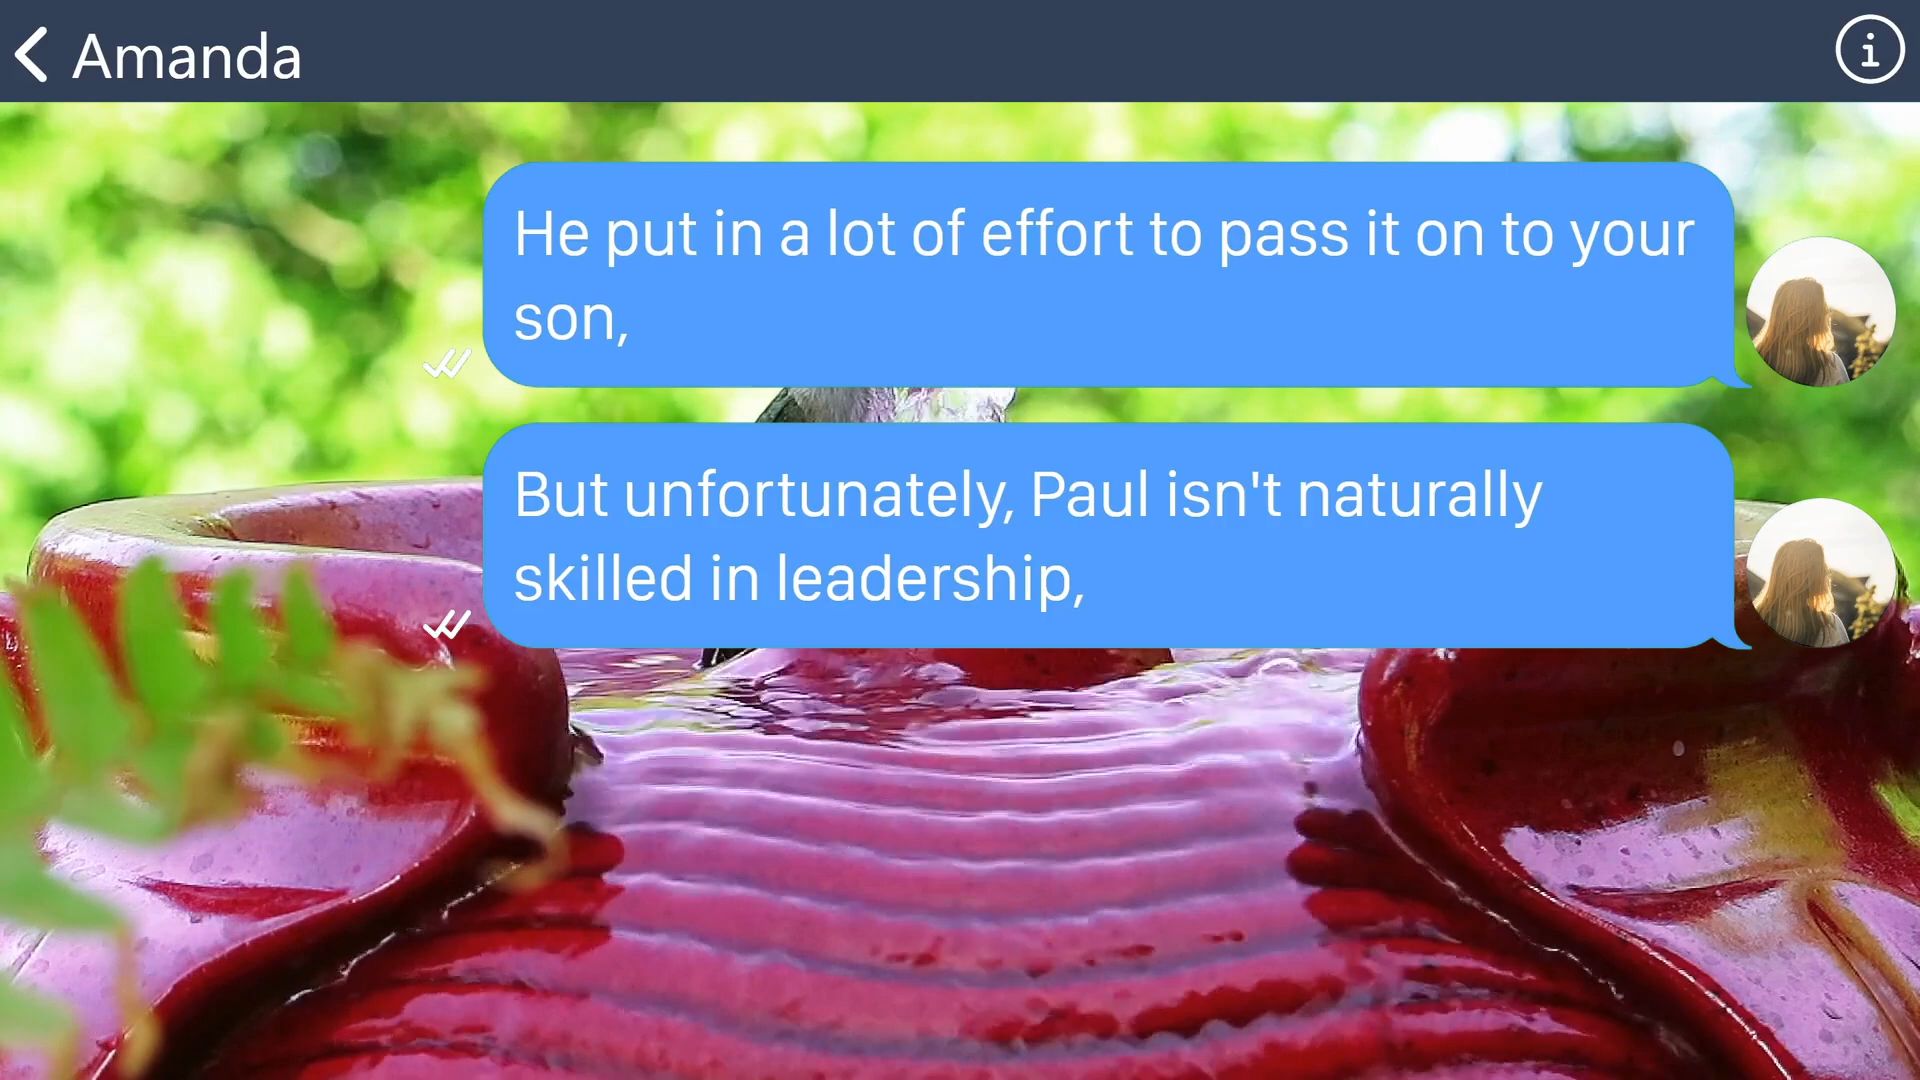 Amanda
He put in a lot of effort to pass it on to your
son,
But unfortunately, Paul isn't naturally
skilled in leadership,